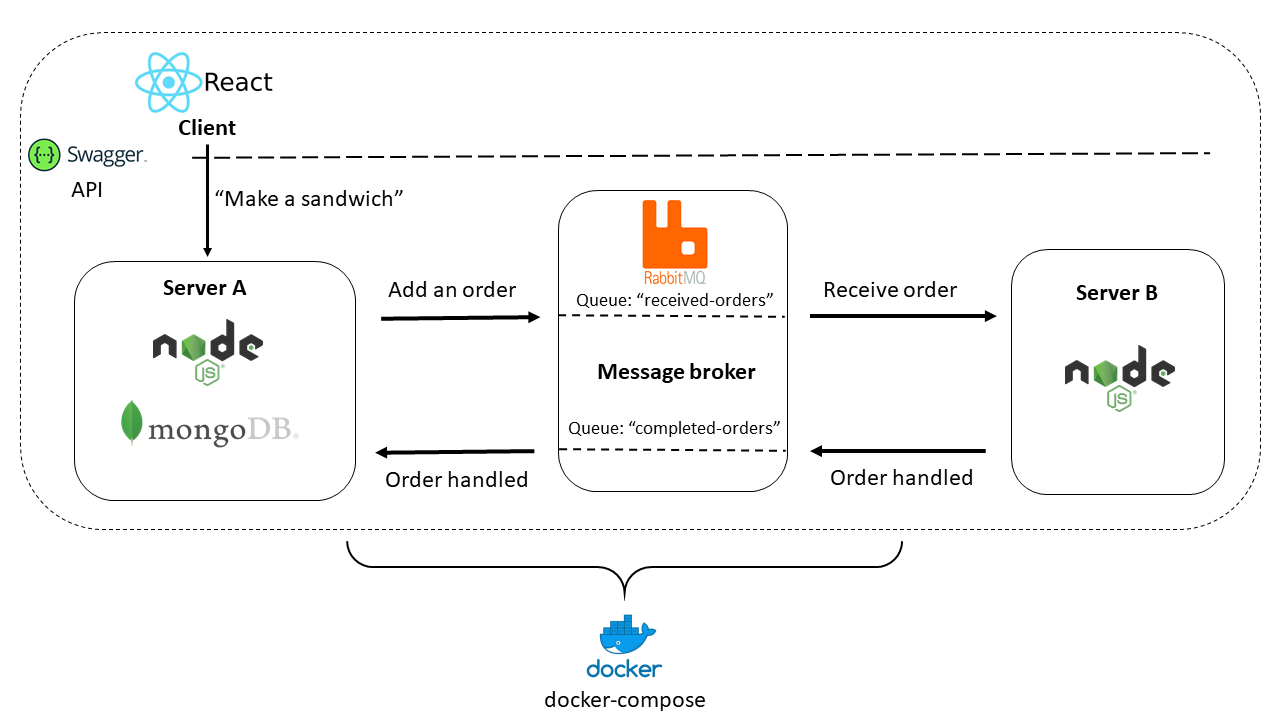 React
Client
{··} Swagger.
API
“Make a sandwich”
Server A
node
JS
mongoDB
Add an order
Order handled
RabbitMQ
Queue: “received-orders”
Message broker
Queue: “completed-orders”
Receive order
Order handled
Server B
node
JS
docker
docker-compose